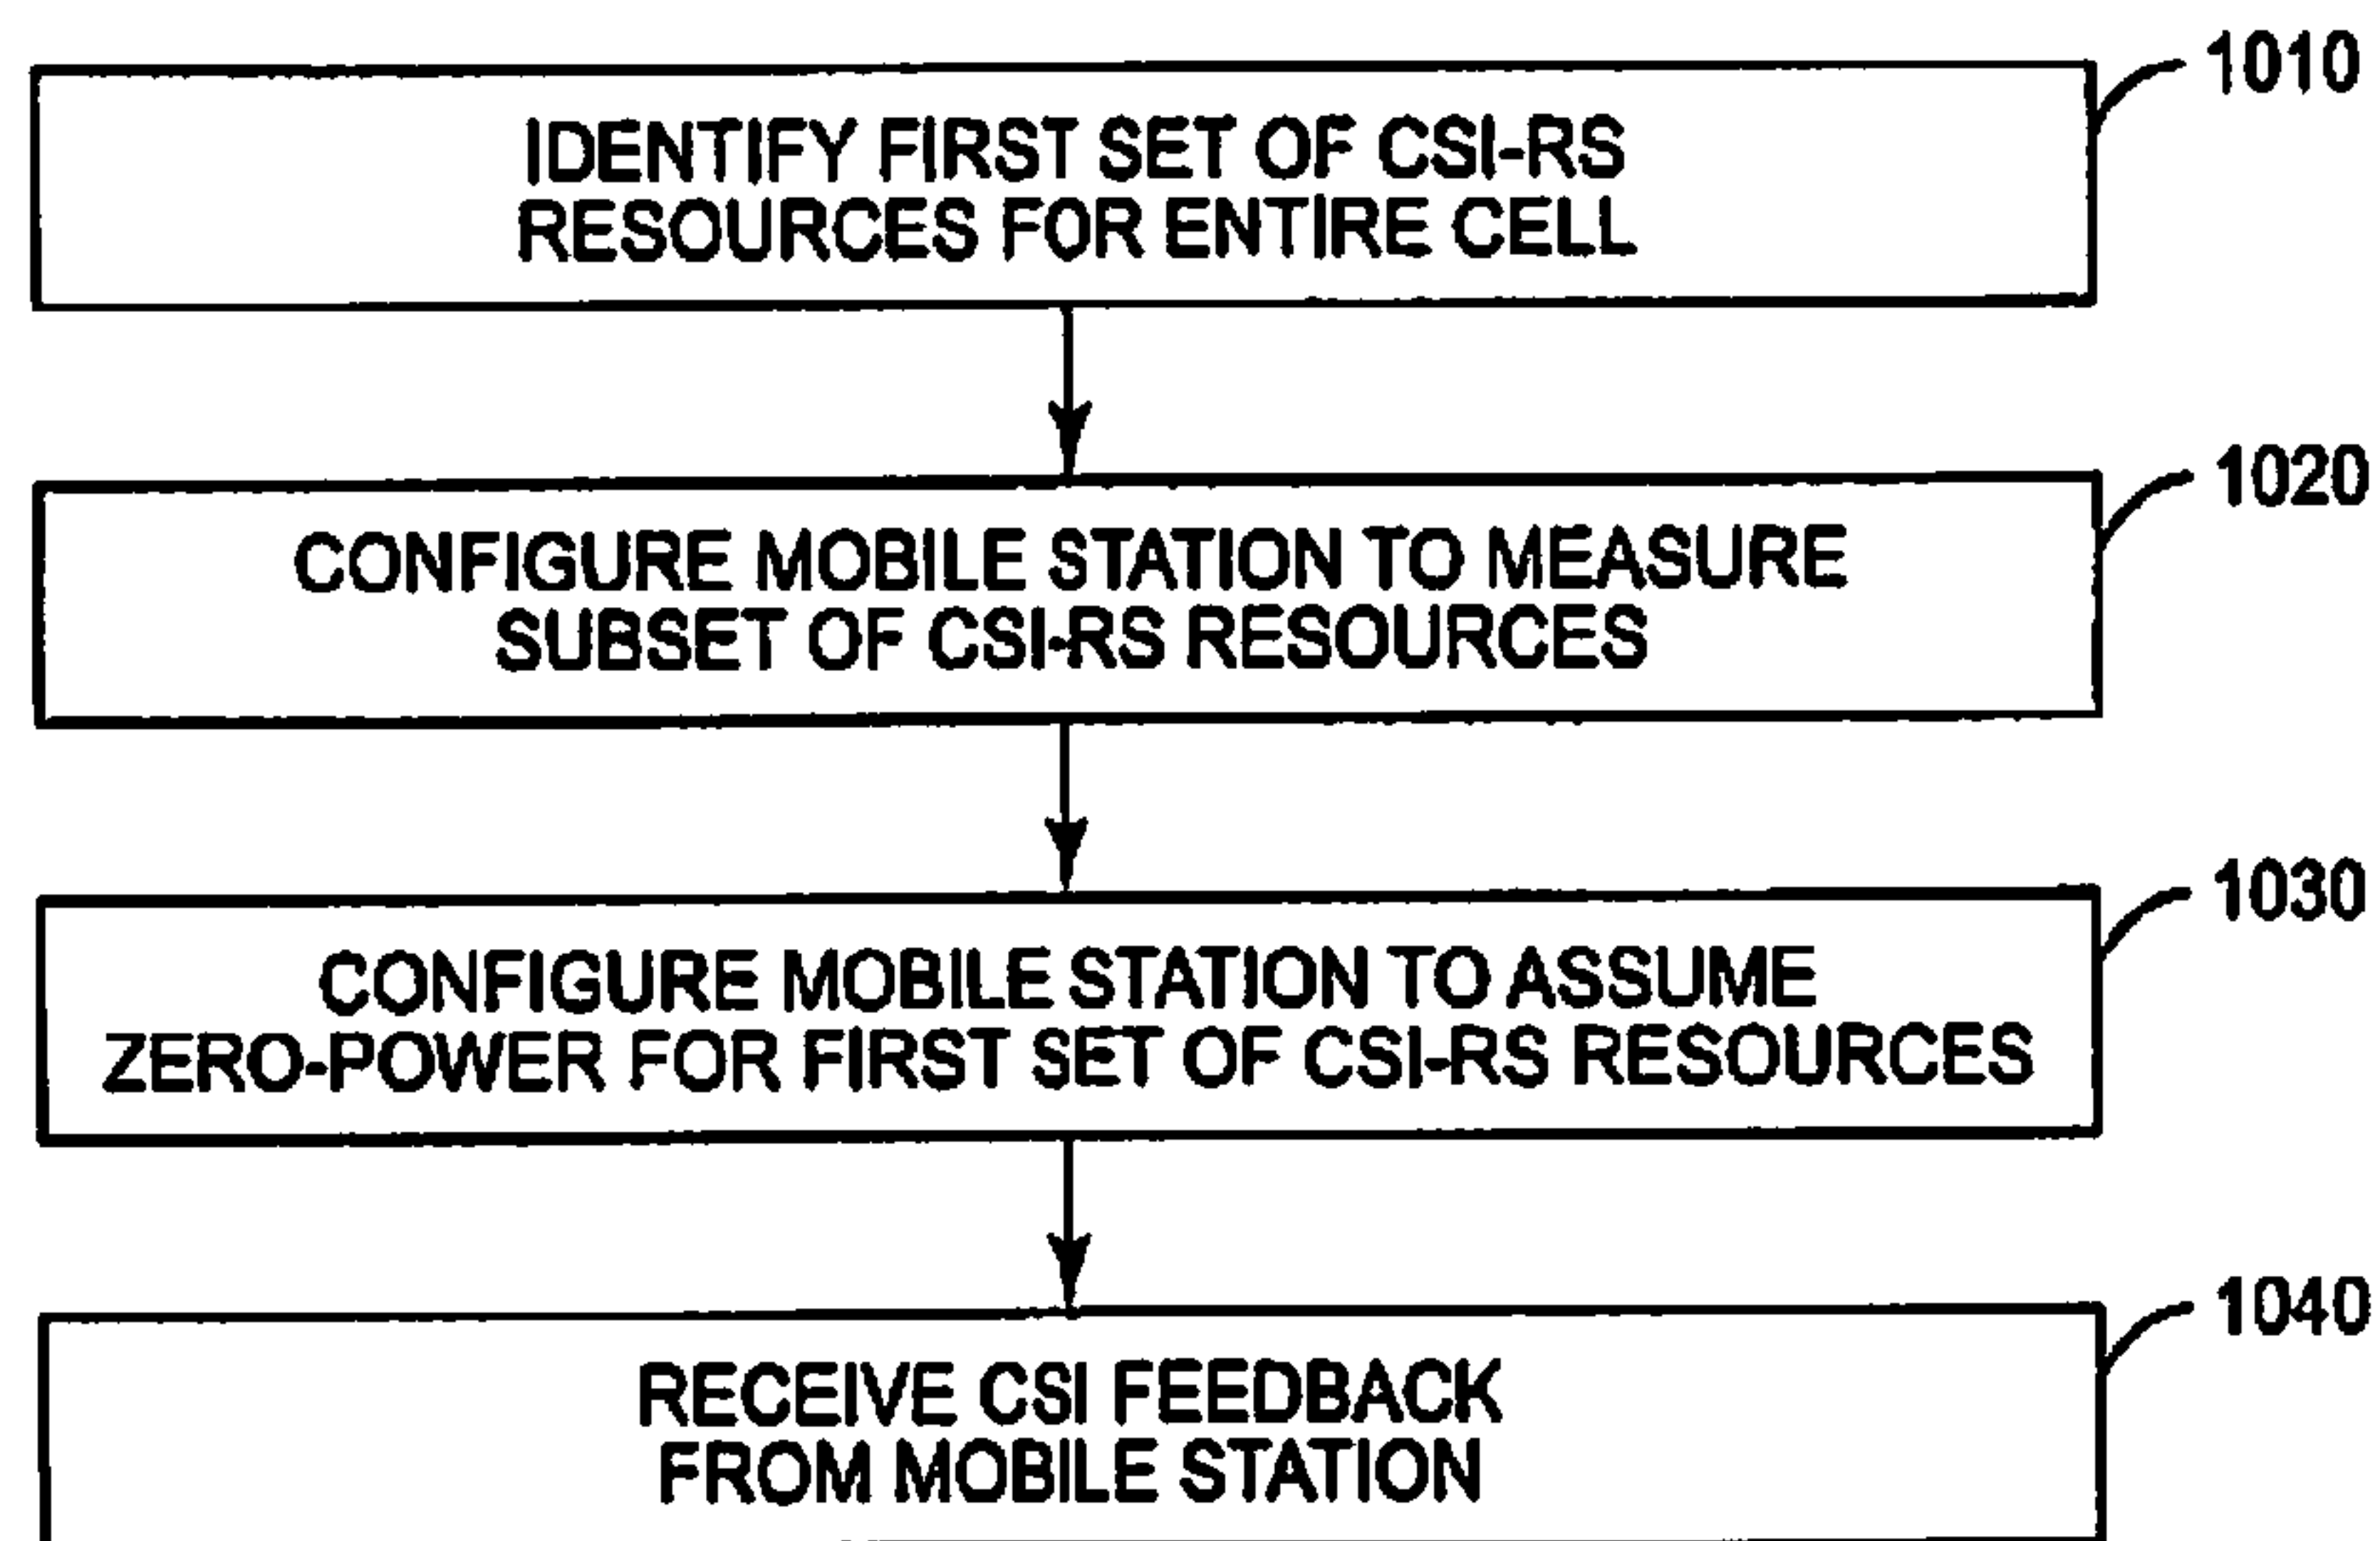 1010
IDENTIFY FIRST SET OF CSI-RS
RESOURCES FOR ENTIRE CELL
1020
CONFIGURE MOBILE STATION TO MEASURE
SUBSET OF CSI-RS RESOURCES
1030
CONFIGURE MOBILE STATION TO ASSUME
ZERO-POWER FOR FIRST SET OF CSI-RS RESOURCES
1040
RECEIVE CSI FEEDBACK
FROM MOBILE STATION